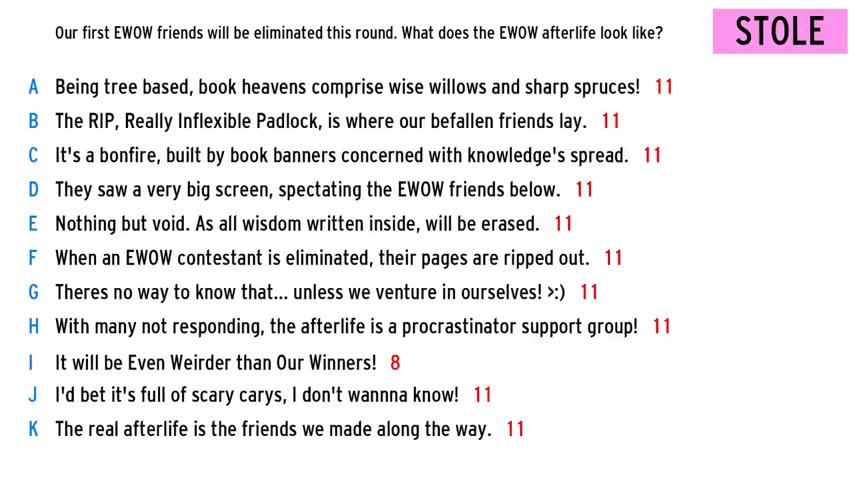 Our first EWOW friends will be eliminated this round. What does the EWOW afterlife look like?
STOLE
A Being tree based, book heavens comprise wise willows and sharp spruces! 11
B The RIP, Really Inflexible Padlock, is where our befallen friends lay. 11
C It's a bonfire, built by book banners concerned with knowledge's spread. 11
D They saw a very big screen, spectating the EWOW friends below. 11
E Nothing but void. As all wisdom written inside, will be erased. 11
F When an EWOW contestant is eliminated, their pages are ripped out. 11
G Theres no way to know that... unless we venture in ourselves! >:) 11
H With many not responding, the afterlife is a procrastinator support group! 11
I It will be Even Weirder than Our Winners! 8
J I'd bet it's full of scary carys, I don't wannna know! 11
K The real afterlife is the friends we made along the way. 11